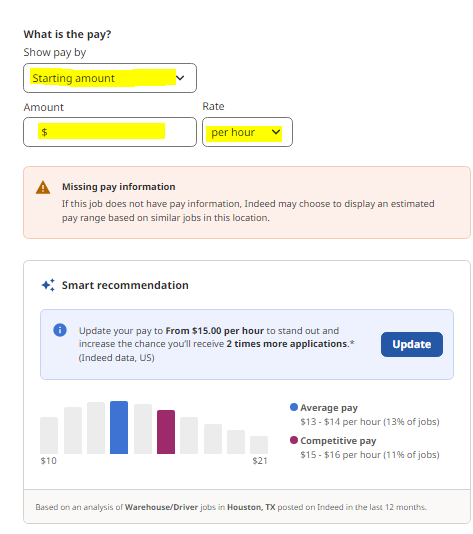 What is the pay?
Show pay by
Starting amount
Amount
Rate
$
per hour
Missing pay information
If this job does not have pay information, Indeed may choose to display an estimated
pay range based on similar jobs in this location.
Smart recommendation
Update your pay to From $15.00 per hour to stand out and
increase the chance you'll receive 2 times more applications.*
(Indeed data, US)
Update
Average pay
$13 - $14 per hour (13% of jobs)
Competitive pay
$15 - $16 per hour (11% of jobs)
$10
$21
Based on an analysis of Warehouse/Driver jobs in Houston, TX posted on Indeed in the last 12 months.